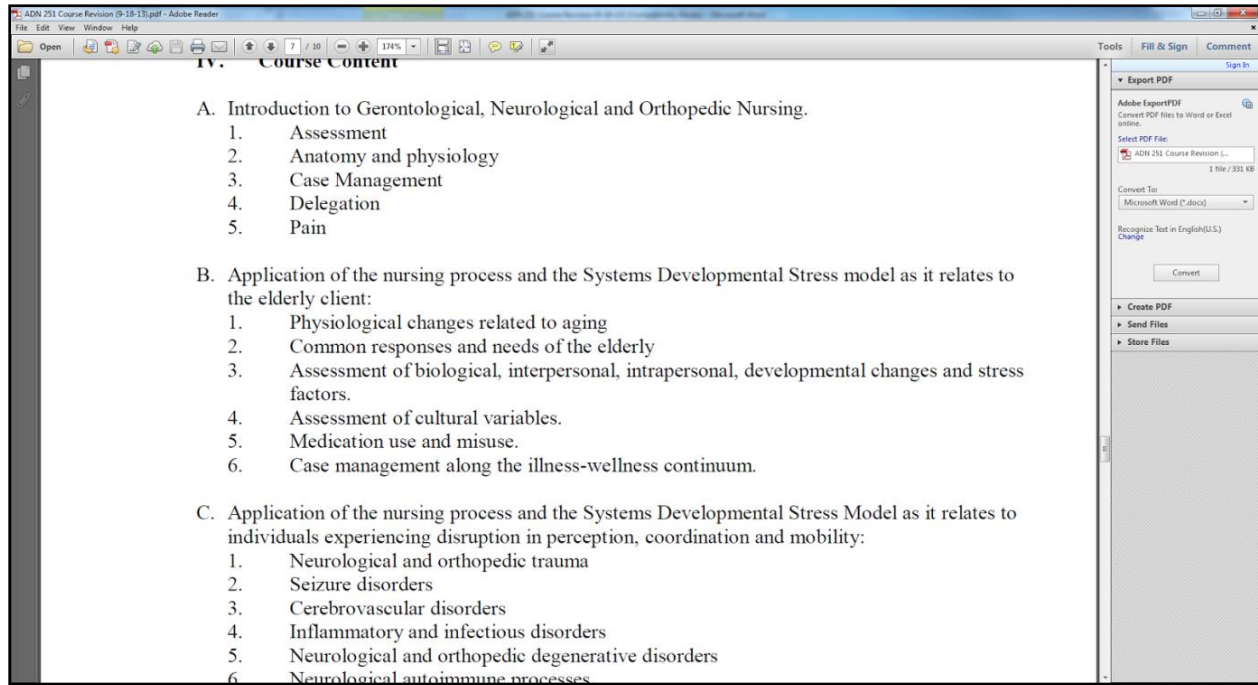 ADN 251 Course Revision (9-18-13).pdf - Adobe Reader
File Edit View Window Help
Open 7 / 10 174% Tools Fill & Sign Comment
Sign In
IV. Course Content
A. Introduction to Gerontological, Neurological and Orthopedic Nursing.
1. Assessment
2. Anatomy and physiology
3. Case Management
4. Delegation
5. Pain
B. Application of the nursing process and the Systems Developmental Stress model as it relates to
the elderly client:
1. Physiological changes related to aging
2. Common responses and needs of the elderly
3. Assessment of biological, interpersonal, intrapersonal, developmental changes and stress
factors.
4. Assessment of cultural variables.
5. Medication use and misuse.
6. Case management along the illness-wellness continuum.
C. Application of the nursing process and the Systems Developmental Stress Model as it relates to
individuals experiencing disruption in perception, coordination and mobility:
1. Neurological and orthopedic trauma
2. Seizure disorders
3. Cerebrovascular disorders
4. Inflammatory and infectious disorders
5. Neurological and orthopedic degenerative disorders
6. Neurological autoimmune processes
Export PDF
Adobe ExportPDF
Convert PDF files to Word or Excel
online.
Select PDF File:
ADN 251 Course Revision (...
1 file / 331 KB
Convert To:
Microsoft Word (*.docx)
Recognize Text in English(U.S.)
Change
Convert
Create PDF
Send Files
Store Files